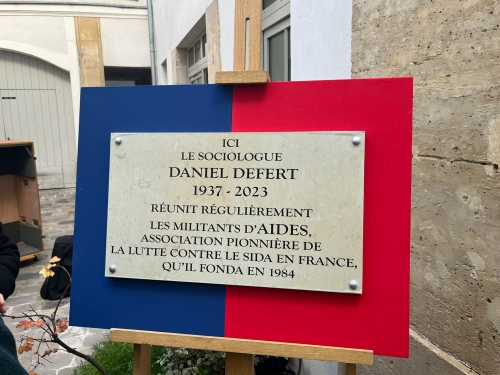 ICI
LE SOCIOLOGUE
DANIEL DEFERT
1937 - 2023
RÉUNIT RÉGULIÈREMENT
LES MILITANTS D'AIDES,
ASSOCIATION PIONNIÈRE DE
LA LUTTE CONTRE LE SIDA EN FRANCE,
QU'IL FONDA EN 1984